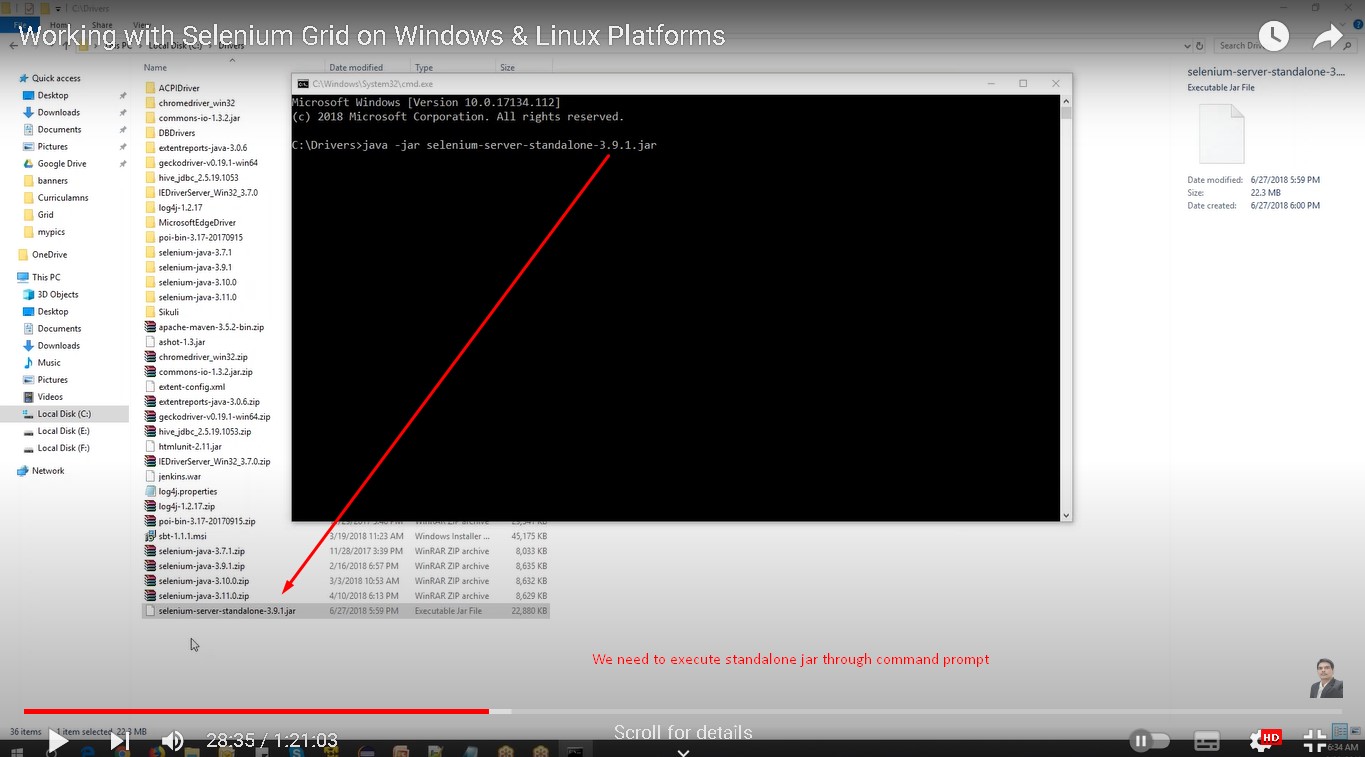 C:\Drivers
File Home Share View
Working with Selenium Grid on Windows & Linux Platforms
This PC > Local Disk (C:) > Drivers
Search Dri
Name Date modified Type Size
Quick access
Desktop
Downloads
Documents
Pictures
Google Drive
banners
Curriculamns
Grid
mypics
OneDrive
This PC
3D Objects
Desktop
Documents
Downloads
Music
Pictures
Videos
Local Disk (C:)
Local Disk (E:)
Local Disk (F:)
Network
ACPIDriver
chromedriver_win32
commons-io-1.3.2.jar
DBDrivers
extentreports-java-3.0.6
geckodriver-v0.19.1-win64
hive_jdbc_2.5.19.1053
IEDriverServer_Win32_3.7.0
log4j-1.2.17
MicrosoftEdgeDriver
poi-bin-3.17-20170915
selenium-java-3.7.1
selenium-java-3.9.1
selenium-java-3.10.0
selenium-java-3.11.0
Sikuli
apache-maven-3.5.2-bin.zip
ashot-1.3.jar
chromedriver_win32.zip
commons-io-1.3.2.jar.zip
extent-config.xml
extentreports-java-3.0.6.zip
geckodriver-v0.19.1-win64.zip
hive_jdbc_2.5.19.1053.zip
htmlunit-2.11.jar
IEDriverServer_Win32_3.7.0.zip
jenkins.war
log4j.properties
log4j-1.2.17.zip
poi-bin-3.17-20170915.zip WinRAR ZIP archive
sbt-1.1.1.msi 3/19/2018 11:23 AM Windows Installer ... 45,175 KB
selenium-java-3.7.1.zip 11/28/2017 3:39 PM WinRAR ZIP archive 8,033 KB
selenium-java-3.9.1.zip 2/16/2018 6:57 PM WinRAR ZIP archive 8,635 KB
selenium-java-3.10.0.zip 3/3/2018 10:53 AM WinRAR ZIP archive 8,632 KB
selenium-java-3.11.0.zip 4/10/2018 6:13 PM WinRAR ZIP archive 8,629 KB
selenium-server-standalone-3.9.1.jar 6/27/2018 5:59 PM Executable Jar File 22,880 KB
C:\Windows\System32\cmd.exe
Microsoft Windows [Version 10.0.17134.112]
(c) 2018 Microsoft Corporation. All rights reserved.
C:\Drivers>java -jar selenium-server-standalone-3.9.1.jar
selenium-server-standalone-3....
Executable Jar File
Date modified: 6/27/2018 5:59 PM
Size: 22.3 MB
Date created: 6/27/2018 6:00 PM
We need to execute standalone jar through command prompt
36 items 1 item selected 22.3 MB
28:35 / 1:21:03
Scroll for details
HD
6:34 AM